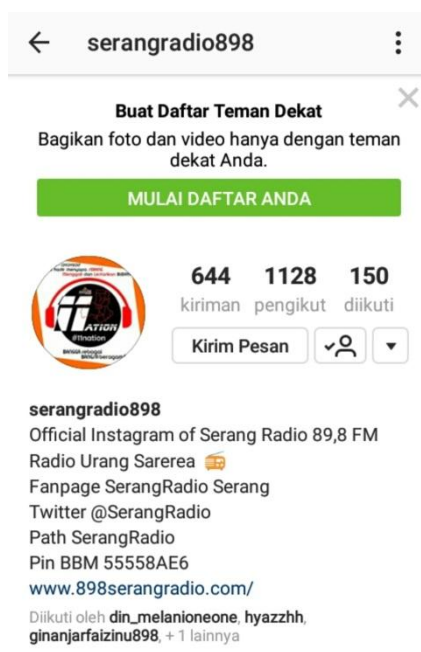 serangradio898
Buat Daftar Teman Dekat
Bagikan foto dan video hanya dengan teman
dekat Anda.
MULAI DAFTAR ANDA
644 1128 150
kiriman pengikut diikuti
Kirim Pesan
ATION
#11nation
serangradio898
Official Instagram of Serang Radio 89,8 FM
Radio Urang Sarerea 📻
Fanpage SerangRadio Serang
Twitter @SerangRadio
Path SerangRadio
Pin BBM 55558AE6
www.898serangradio.com/
Diikuti oleh din_melanioneone, hyazzhh,
ginanjarfaizinu898, + 1 lainnya